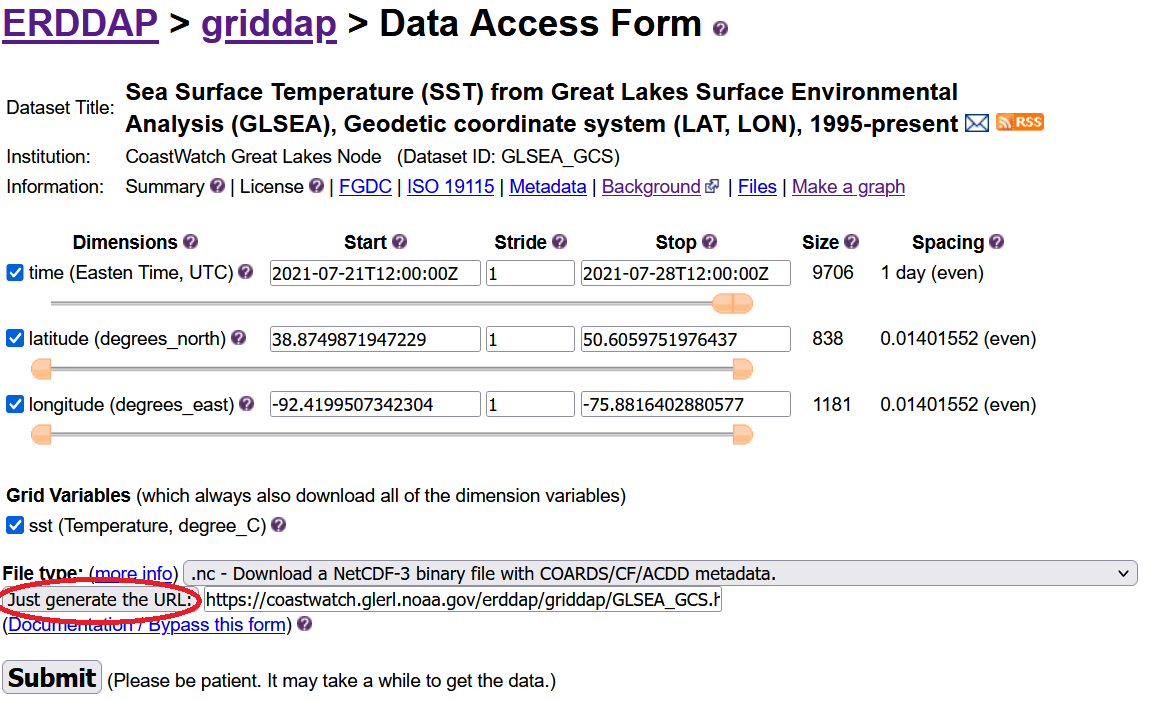 ERDDAP > griddap > Data Access Form ?
Dataset Title: Sea Surface Temperature (SST) from Great Lakes Surface Environmental
Analysis (GLSEA), Geodetic coordinate system (LAT, LON), 1995-present RSS
Institution: CoastWatch Great Lakes Node (Dataset ID: GLSEA_GCS)
Information: Summary ? | License ? | FGDC | ISO 19115 | Metadata | Background | Files | Make a graph
Dimensions ? Start ? Stride ? Stop ? Size ? Spacing ?
time (Easten Time, UTC) ? 2021-07-21T12:00:00Z 1 2021-07-28T12:00:00Z 9706 1 day (even)
latitude (degrees_north) ? 38.8749871947229 1 50.6059751976437 838 0.01401552 (even)
longitude (degrees_east) ? -92.4199507342304 1 -75.8816402880577 1181 0.01401552 (even)
Grid Variables (which always also download all of the dimension variables)
sst (Temperature, degree_C) ?
File type: (more info) .nc - Download a NetCDF-3 binary file with COARDS/CF/ACDD metadata.
Just generate the URL: https://coastwatch.glerl.noaa.gov/erddap/griddap/GLSEA_GCS.h
(Documentation / Bypass this form) ?
Submit (Please be patient. It may take a while to get the data.)